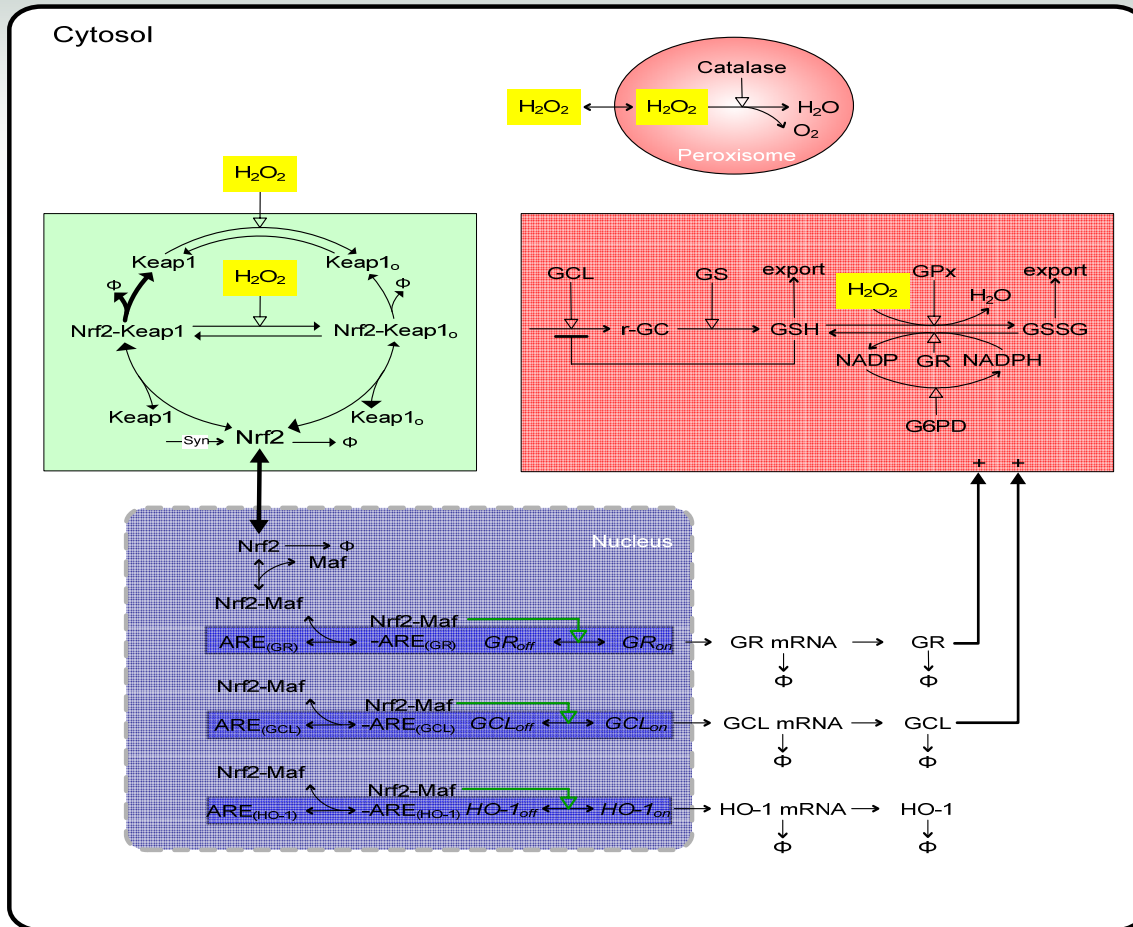 Cytosol
Catalase
H₂O₂ H₂O₂ H₂O
O₂
Peroxisome
H₂O₂
Keap1 Keap1ₒ
H₂O₂
Φ Φ
Nrf2-Keap1 Nrf2-Keap1ₒ
Keap1 Keap1ₒ
Syn Nrf2 Φ
GCL GS export GPx export
H₂O₂ H₂O
r-GC GSH GSSG
NADP GR NADPH
G6PD
+ +
Nucleus
Nrf2 Φ
Maf
Nrf2-Maf
Nrf2-Maf
ARE(GR) -ARE(GR) GRoff GRon GR mRNA GR
Φ Φ
Nrf2-Maf
Nrf2-Maf
ARE(GCL) -ARE(GCL) GCLoff GCLon GCL mRNA GCL
Φ Φ
Nrf2-Maf
Nrf2-Maf
ARE(HO-1) -ARE(HO-1) HO-1off HO-1on HO-1 mRNA HO-1
Φ Φ